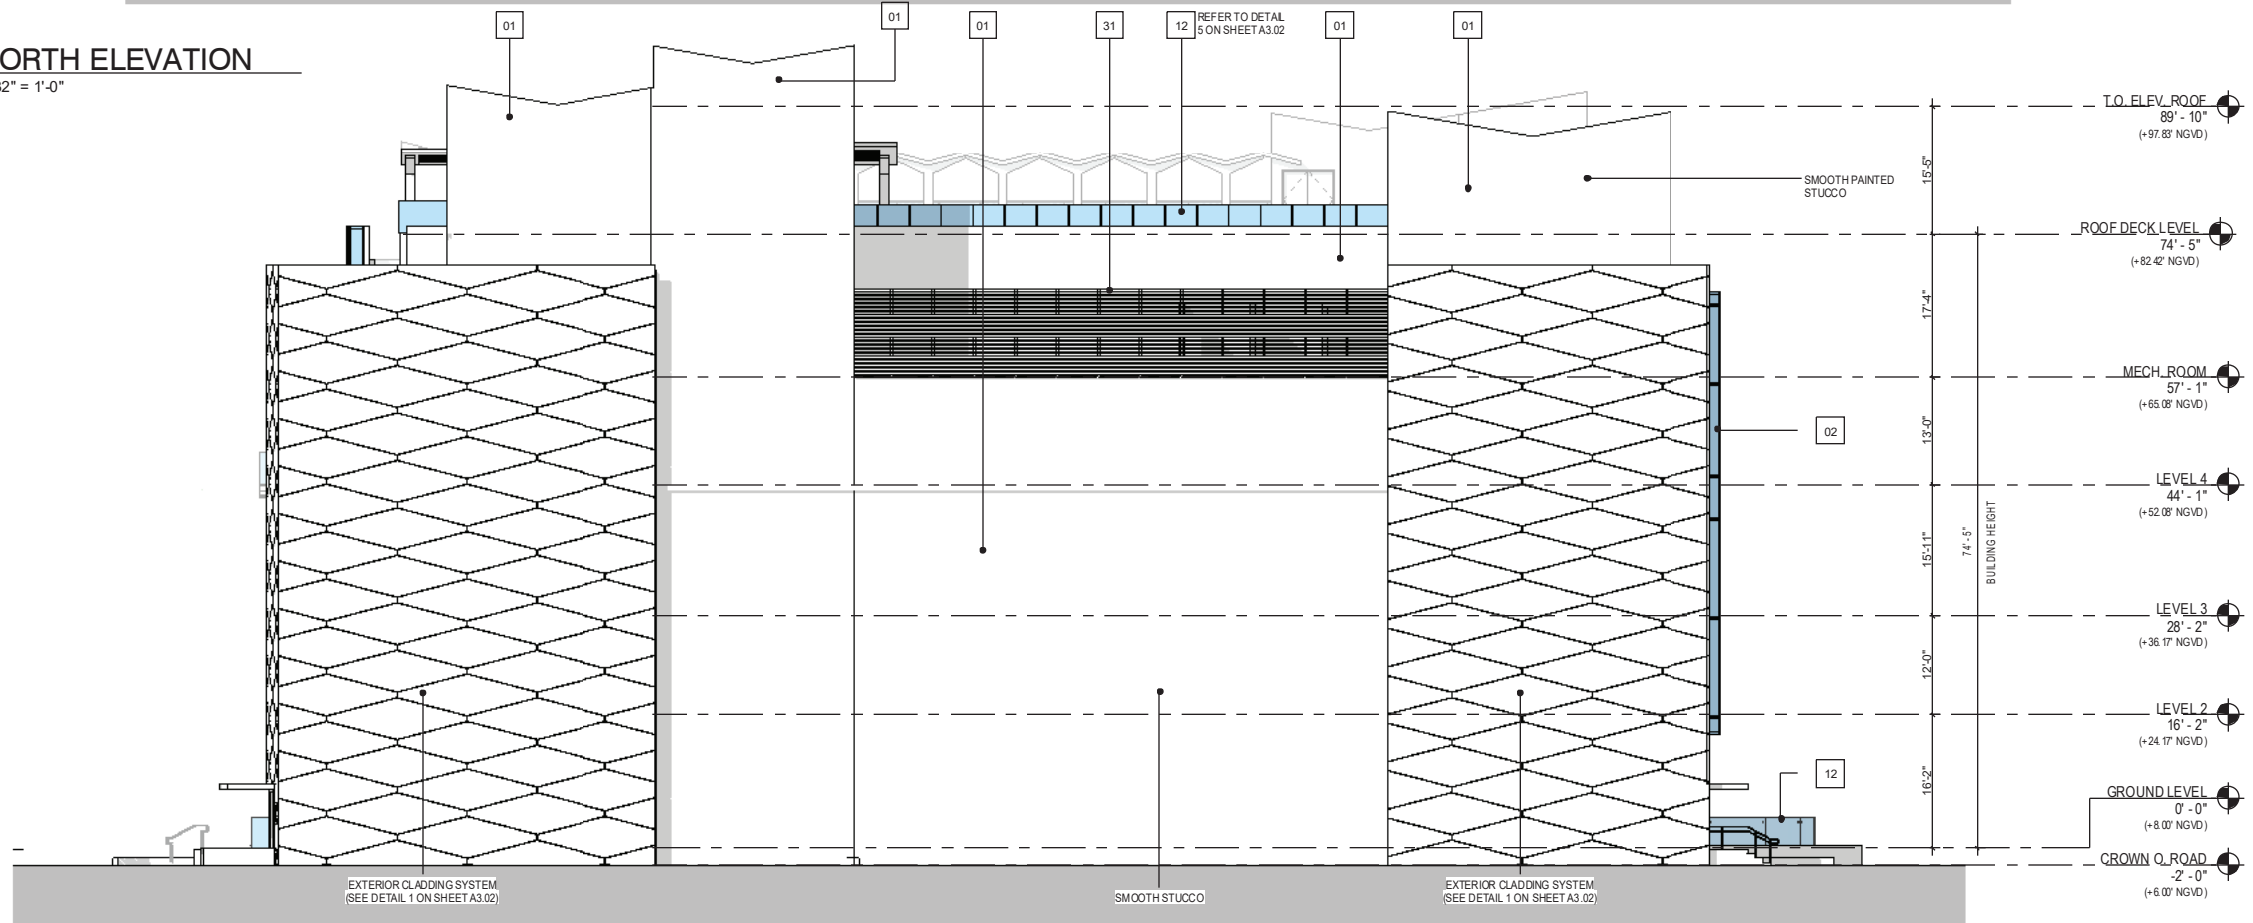 ORTH ELEVATION
32" = 1'-0"
01
01
01
31
12
REFER TO DETAIL
5 ON SHEET A3.02
01
01
T.O. ELEV. ROOF
89' - 10"
(+97.83' NGVD)
15'-5"
SMOOTH PAINTED
STUCCO
ROOF DECK LEVEL
74' - 5"
(+82.42' NGVD)
17'-4"
MECH. ROOM
57' - 1"
(+65.08' NGVD)
13'-0"
02
LEVEL 4
44' - 1"
(+52.08' NGVD)
15'-11"
74'-5"
BUILDING HEIGHT
LEVEL 3
28' - 2"
(+36.17' NGVD)
12'-0"
LEVEL 2
16' - 2"
(+24.17' NGVD)
12
16'-2"
GROUND LEVEL
0' - 0"
(+8.00' NGVD)
CROWN O. ROAD
-2' - 0"
(+6.00' NGVD)
EXTERIOR CLADDING SYSTEM
(SEE DETAIL 1 ON SHEET A3.02)
SMOOTH STUCCO
EXTERIOR CLADDING SYSTEM
(SEE DETAIL 1 ON SHEET A3.02)